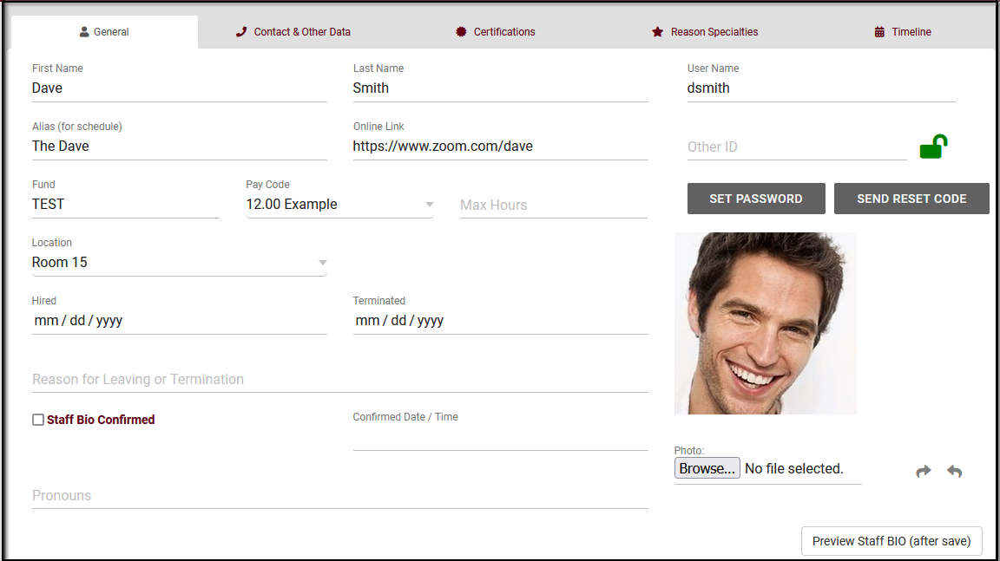 General
Contact & Other Data
Certifications
Reason Specialties
Timeline
First Name
Dave
Last Name
Smith
User Name
dsmith
Alias (for schedule)
The Dave
Online Link
https://www.zoom.com/dave
Other ID
Fund
TEST
Pay Code
12.00 Example
Max Hours
SET PASSWORD
SEND RESET CODE
Location
Room 15
Hired
mm / dd / yyyy
Terminated
mm / dd / yyyy
Reason for Leaving or Termination
Staff Bio Confirmed
Confirmed Date / Time
Photo:
Browse... No file selected.
Pronouns
Preview Staff BIO (after save)